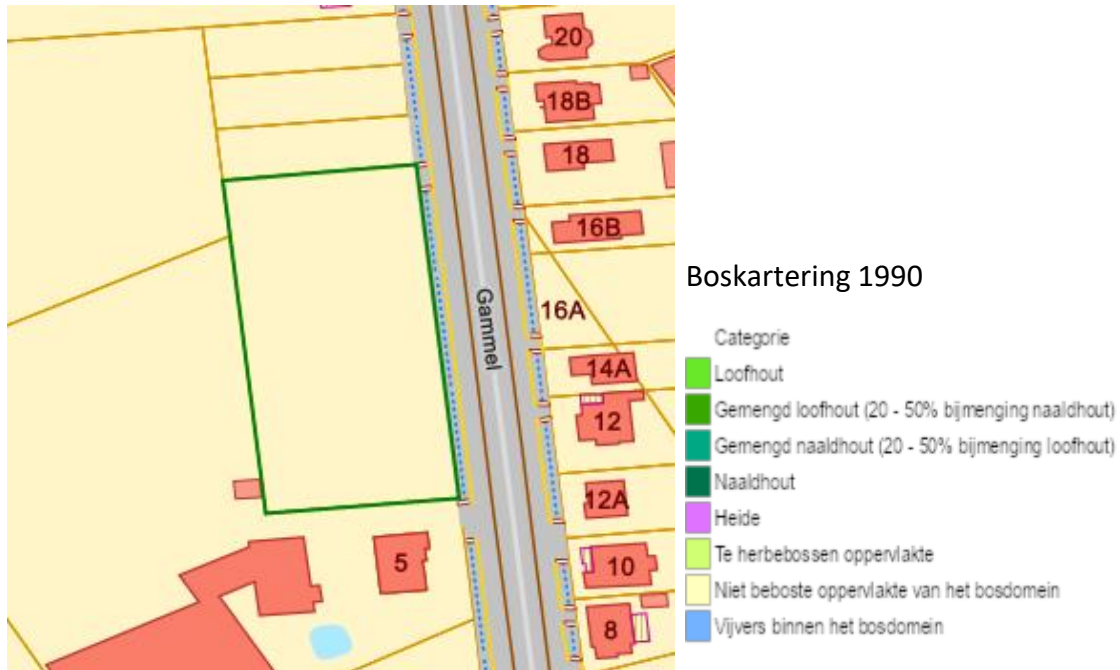 20
18B
18
16B
16A
Gammel
14A
12
12A
5
10
8
Boskartering 1990
Categorie
Loofhout
Gemengd loofhout (20 - 50% bijmenging naaldhout)
Gemengd naaldhout (20 - 50% bijmenging loofhout)
Naaldhout
Heide
Te herbebossen oppervlakte
Niet beboste oppervlakte van het bosdomein
Vijvers binnen het bosdomein